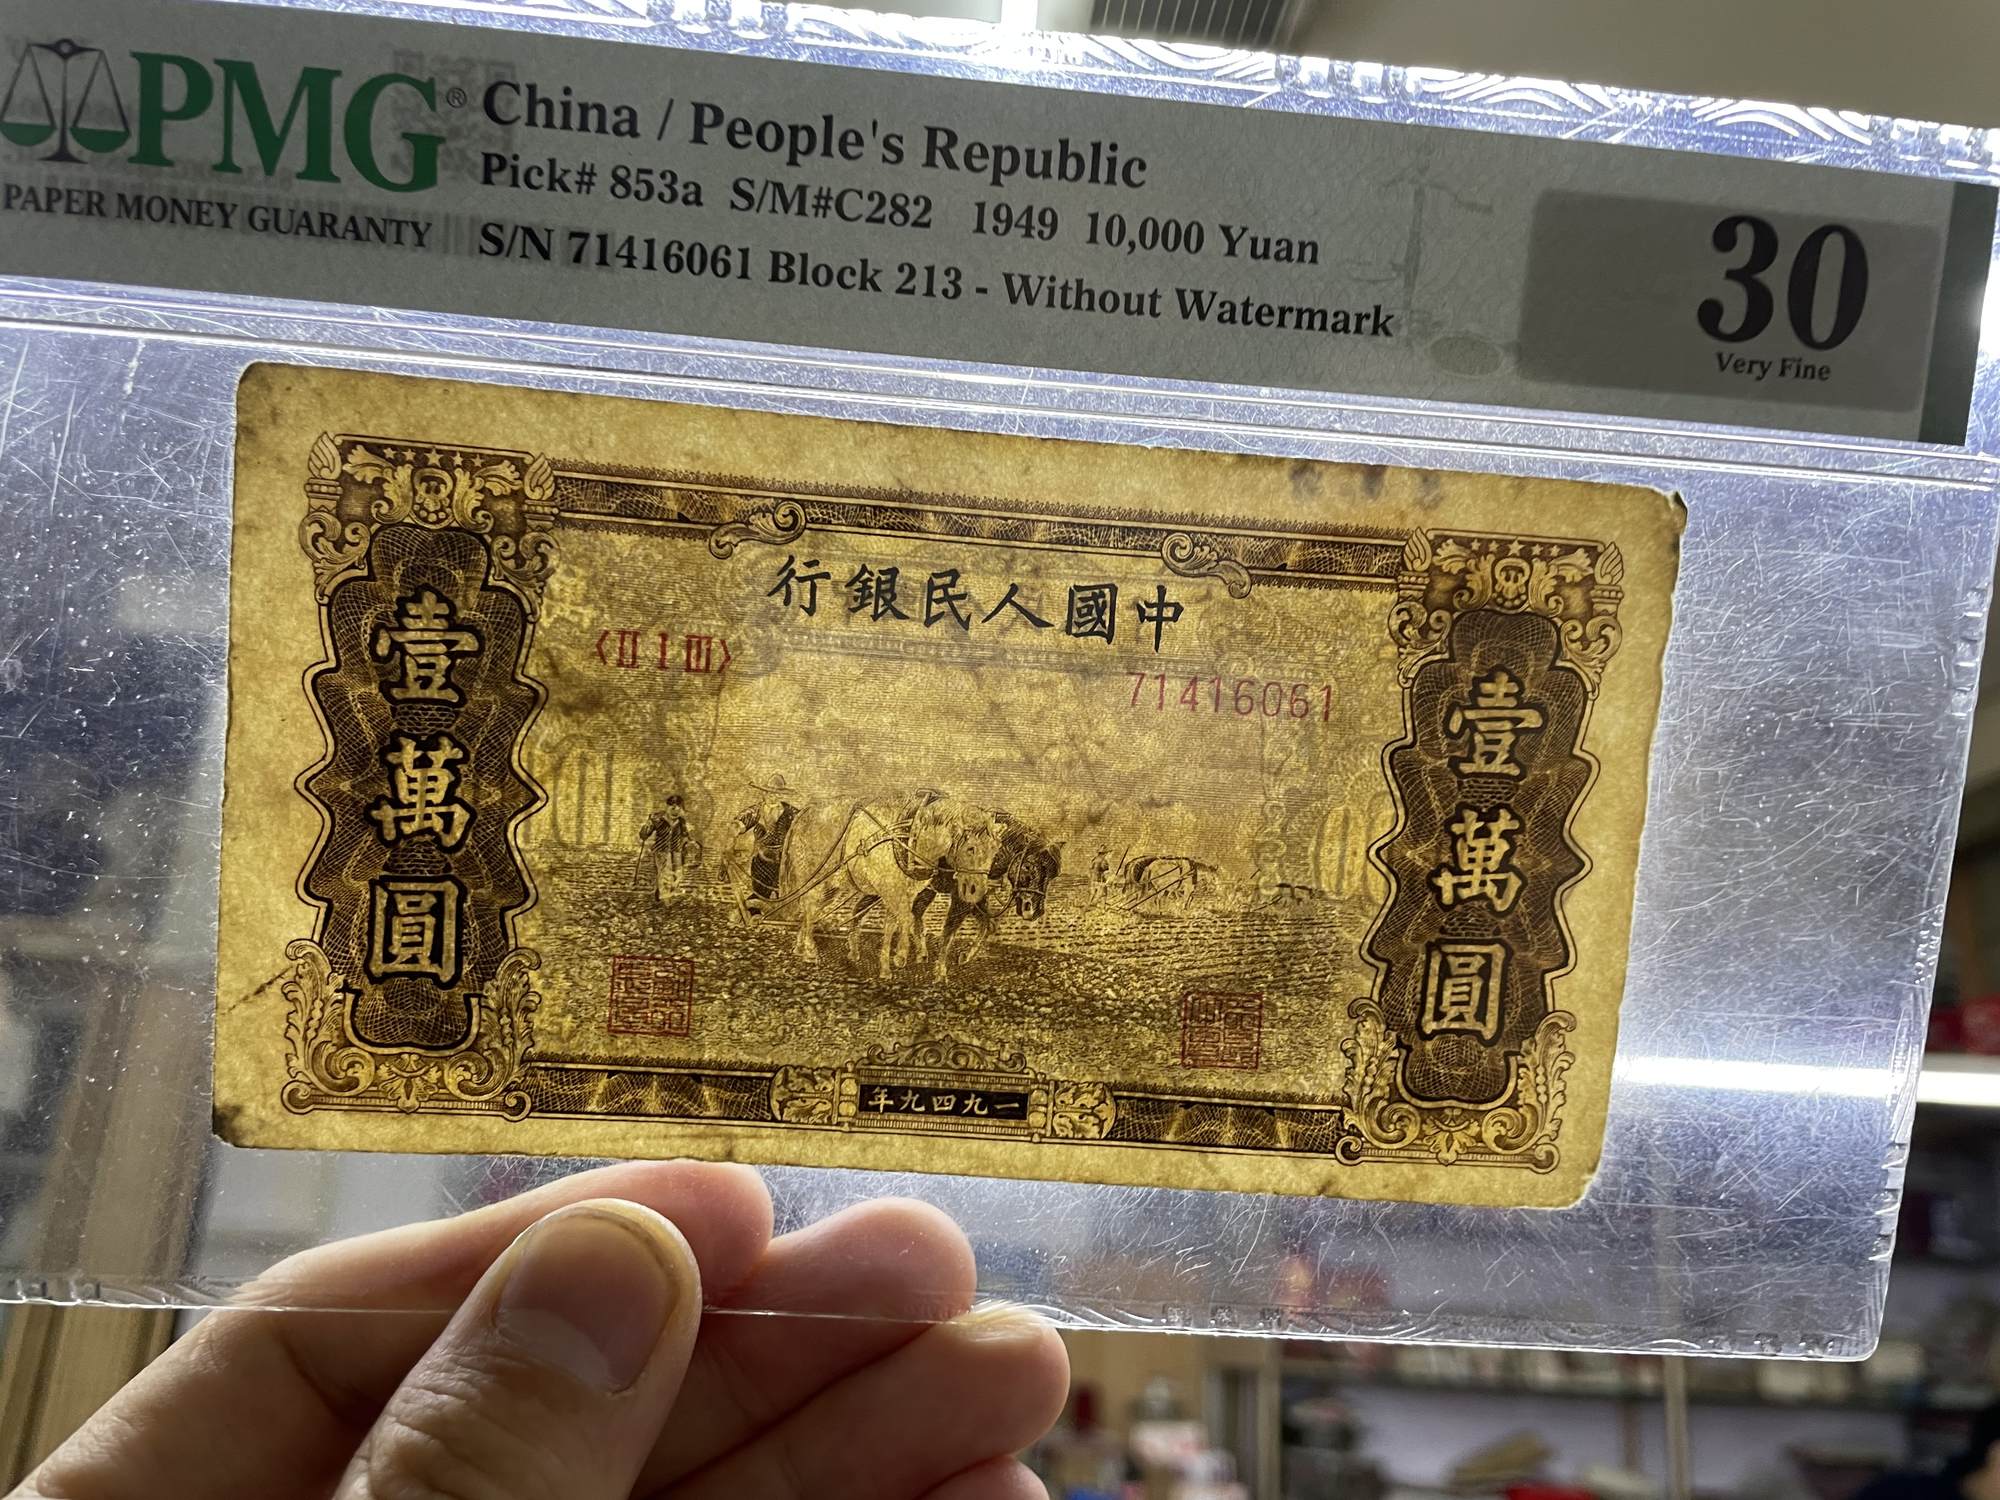 PMG® China / People's Republic
Pick# 853a S/M#C282 1949 10,000 Yuan
PAPER MONEY GUARANTY S/N 71416061 Block 213 - Without Watermark
30
Very Fine
行銀民人國中
71416061
壹萬圓
壹萬圓
年九四九一